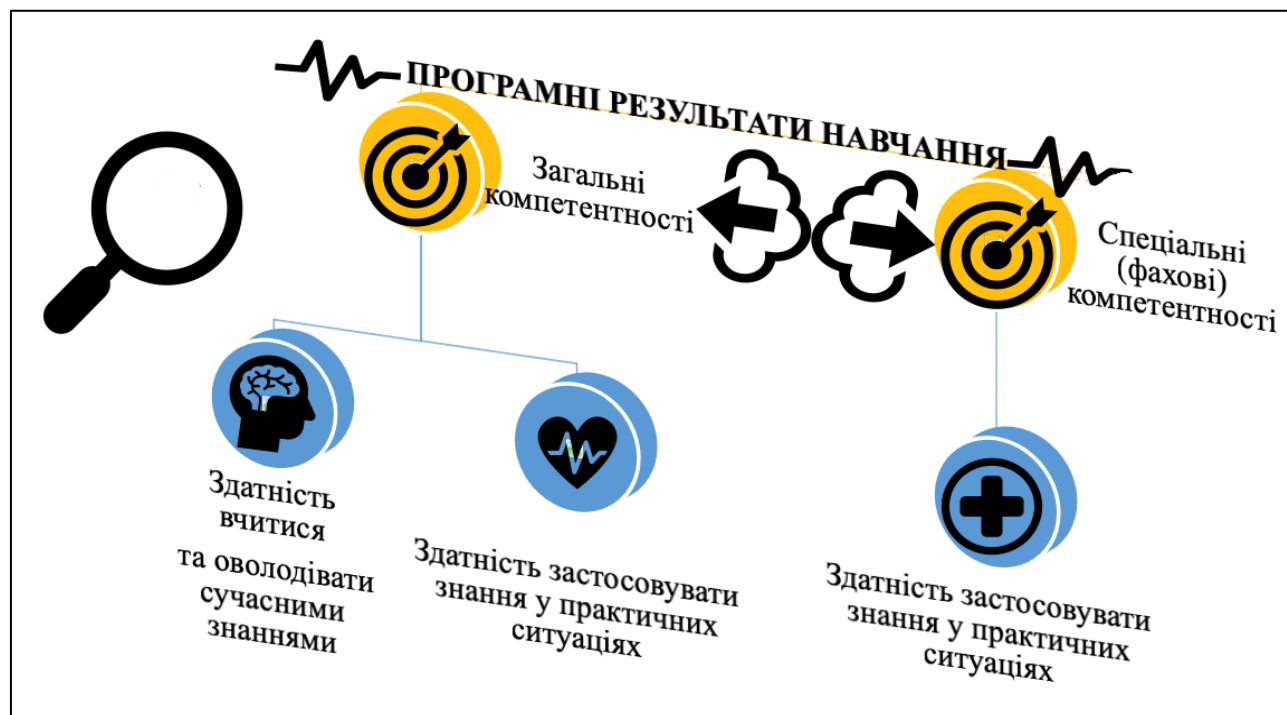 ПРОГРАМНІ РЕЗУЛЬТАТИ НАВЧАННЯ
Загальні
компетентності
Спеціальні
(фахові)
компетентності
Здатність
вчитися
та оволодівати
сучасними
знаннями
Здатність застосовувати
знання у практичних
ситуаціях
Здатність застосовувати
знання у практичних
ситуаціях